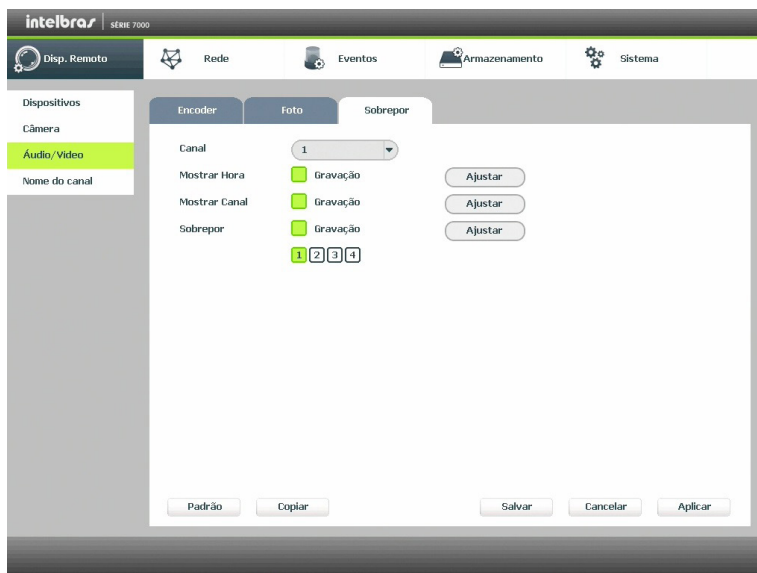 intelbras SÉRIE 7000
Disp. Remoto Rede Eventos Armazenamento Sistema
Dispositivos
Câmera
Áudio/Video
Nome do canal
Encoder Foto Sobrepor
Canal 1
Mostrar Hora Gravação Ajustar
Mostrar Canal Gravação Ajustar
Sobrepor Gravação Ajustar
1 2 3 4
Padrão Copiar Salvar Cancelar Aplicar